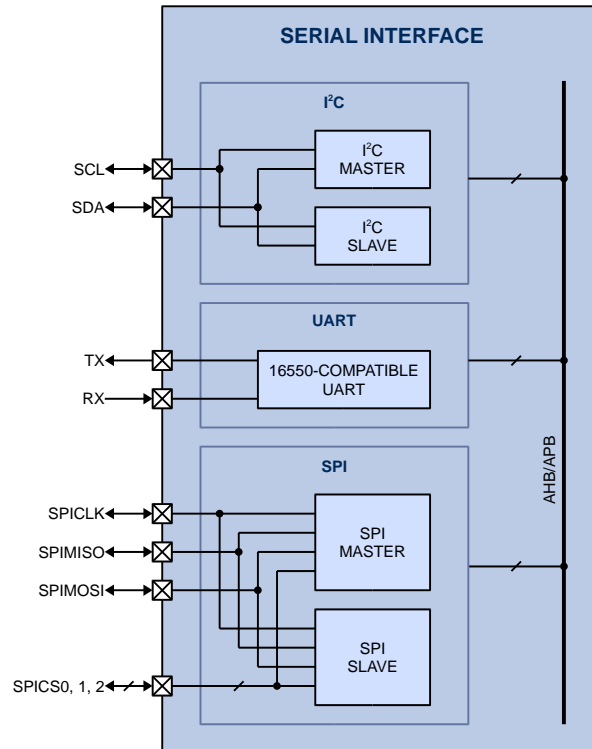 SERIAL INTERFACE
I²C
SCL
SDA
I²C
MASTER
I²C
SLAVE
UART
TX
RX
16550-COMPATIBLE
UART
SPI
SPICLK
SPIMISO
SPIMOSI
SPICS0, 1, 2
SPI
MASTER
SPI
SLAVE
AHB/APB